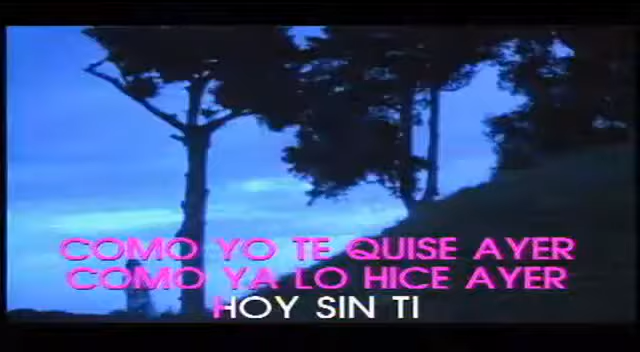 COMO YO TE QUISE AYER
COMO YA LO HICE AYER
HOY SIN TI